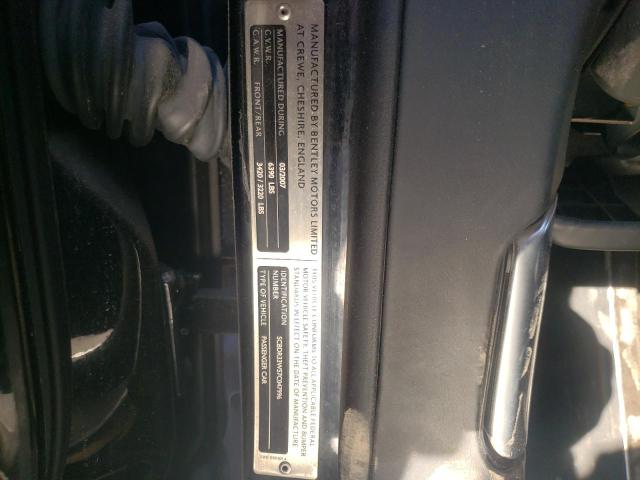 MANUFACTURED BY BENTLEY MOTORS LIMITED
AT CREWE, CHESHIRE, ENGLAND
MANUFACTURED DURING 03/2007
G.V.W.R. 6390 LBS
G.A.W.R. FRONT/REAR 3420 / 3220 LBS
THIS VEHICLE CONFORMS TO ALL APPLICABLE FEDERAL
MOTOR VEHICLE SAFETY, THEFT PREVENTION AND BUMPER
STANDARDS IN EFFECT ON THE DATE OF MANUFACTURE
IDENTIFICATION
NUMBER SCBDR33W57C047996
TYPE OF VEHICLE PASSENGER CAR